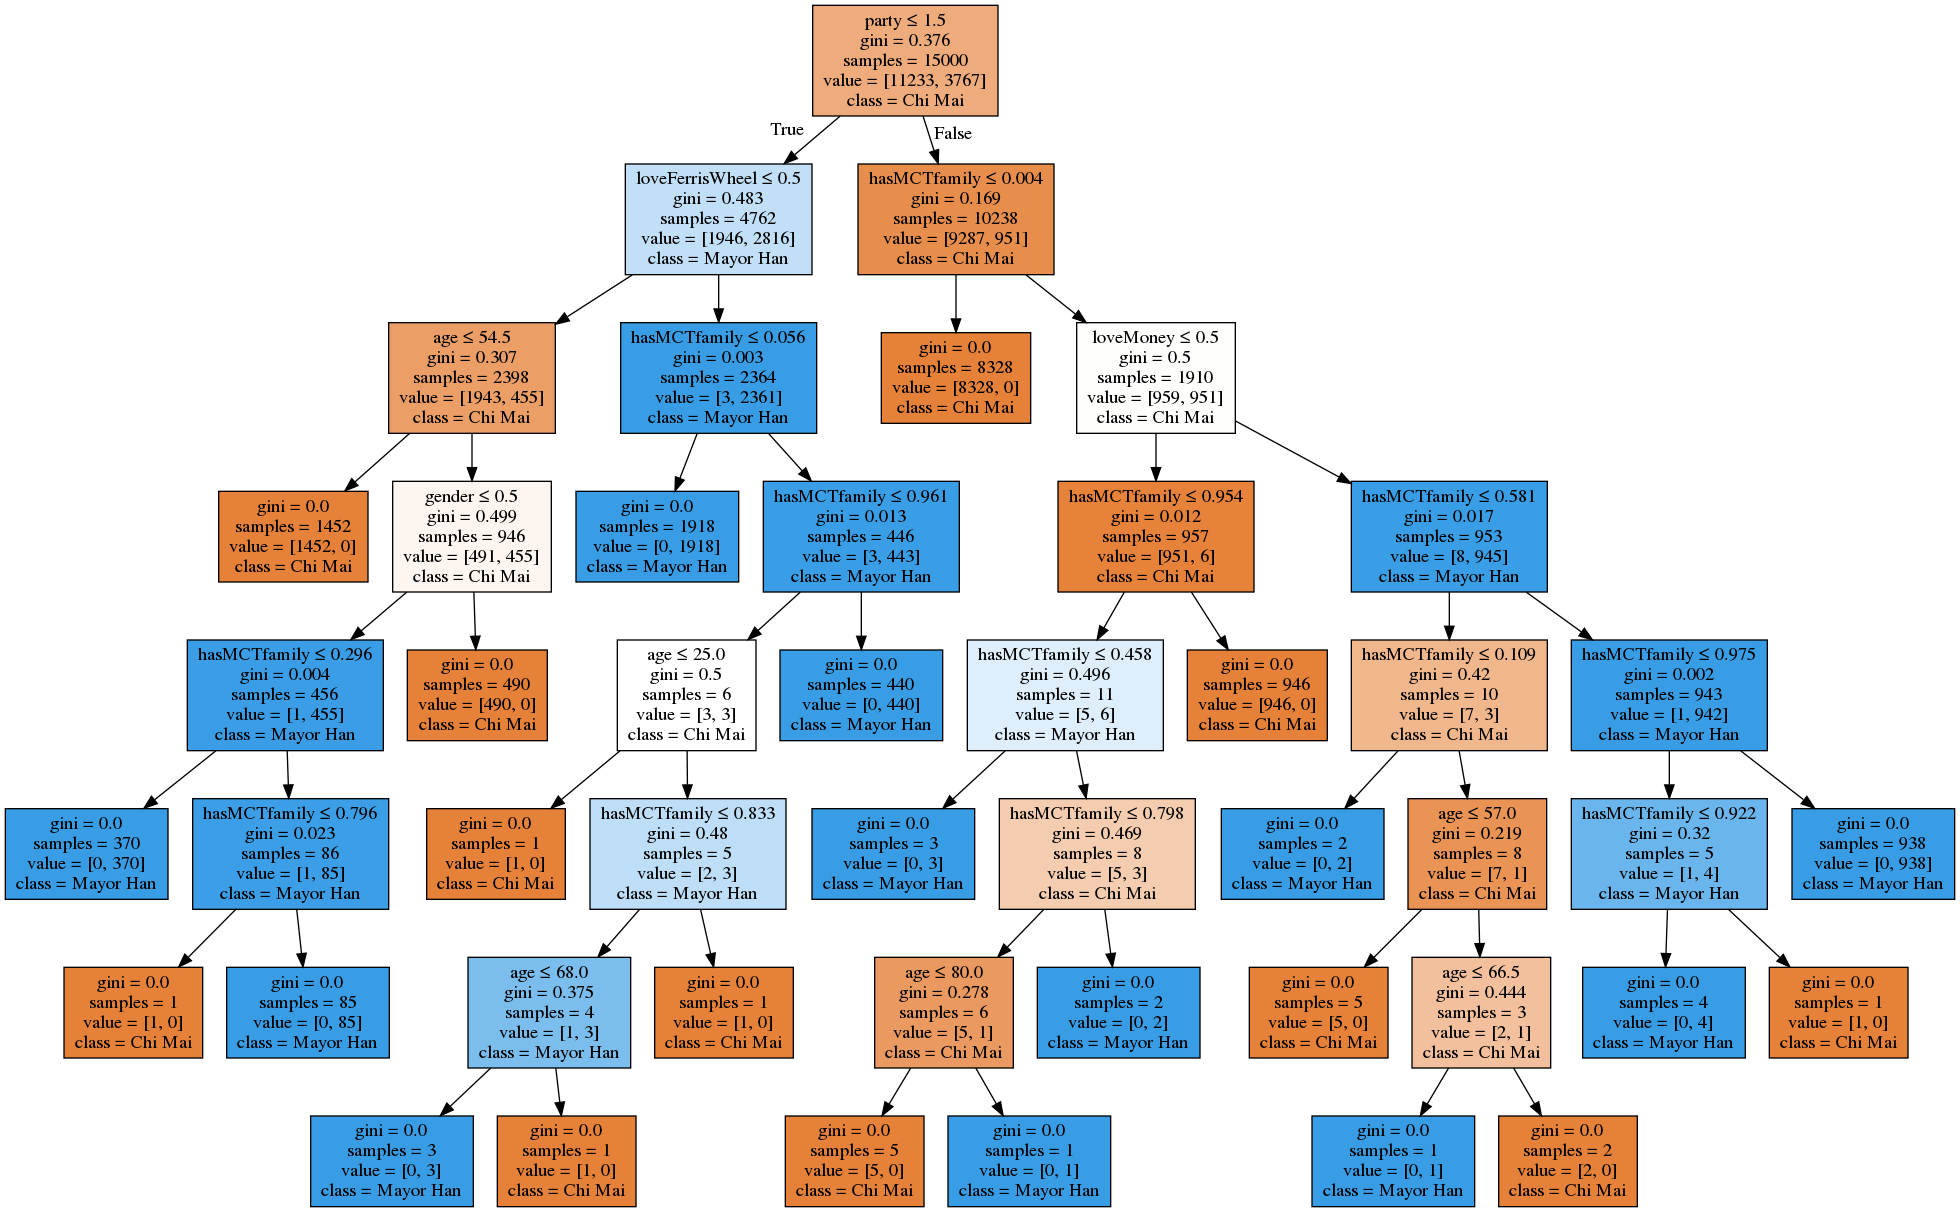 party ≤ 1.5
gini = 0.376
samples = 15000
value = [11233, 3767]
class = Chi Mai
True
False
loveFerrisWheel ≤ 0.5
gini = 0.483
samples = 4762
value = [1946, 2816]
class = Mayor Han
hasMCTfamily ≤ 0.004
gini = 0.169
samples = 10238
value = [9287, 951]
class = Chi Mai
age ≤ 54.5
gini = 0.307
samples = 2398
value = [1943, 455]
class = Chi Mai
hasMCTfamily ≤ 0.056
gini = 0.003
samples = 2364
value = [3, 2361]
class = Mayor Han
gini = 0.0
samples = 8328
value = [8328, 0]
class = Chi Mai
loveMoney ≤ 0.5
gini = 0.5
samples = 1910
value = [959, 951]
class = Chi Mai
gini = 0.0
samples = 1452
value = [1452, 0]
class = Chi Mai
gender ≤ 0.5
gini = 0.499
samples = 946
value = [491, 455]
class = Chi Mai
gini = 0.0
samples = 1918
value = [0, 1918]
class = Mayor Han
hasMCTfamily ≤ 0.961
gini = 0.013
samples = 446
value = [3, 443]
class = Mayor Han
hasMCTfamily ≤ 0.954
gini = 0.012
samples = 957
value = [951, 6]
class = Chi Mai
hasMCTfamily ≤ 0.581
gini = 0.017
samples = 953
value = [8, 945]
class = Mayor Han
hasMCTfamily ≤ 0.296
gini = 0.004
samples = 456
value = [1, 455]
class = Mayor Han
gini = 0.0
samples = 490
value = [490, 0]
class = Chi Mai
age ≤ 25.0
gini = 0.5
samples = 6
value = [3, 3]
class = Chi Mai
gini = 0.0
samples = 440
value = [0, 440]
class = Mayor Han
hasMCTfamily ≤ 0.458
gini = 0.496
samples = 11
value = [5, 6]
class = Mayor Han
gini = 0.0
samples = 946
value = [946, 0]
class = Chi Mai
hasMCTfamily ≤ 0.109
gini = 0.42
samples = 10
value = [7, 3]
class = Chi Mai
hasMCTfamily ≤ 0.975
gini = 0.002
samples = 943
value = [1, 942]
class = Mayor Han
gini = 0.0
samples = 370
value = [0, 370]
class = Mayor Han
hasMCTfamily ≤ 0.796
gini = 0.023
samples = 86
value = [1, 85]
class = Mayor Han
gini = 0.0
samples = 1
value = [1, 0]
class = Chi Mai
hasMCTfamily ≤ 0.833
gini = 0.48
samples = 5
value = [2, 3]
class = Mayor Han
gini = 0.0
samples = 3
value = [0, 3]
class = Mayor Han
hasMCTfamily ≤ 0.798
gini = 0.469
samples = 8
value = [5, 3]
class = Chi Mai
gini = 0.0
samples = 2
value = [0, 2]
class = Mayor Han
age ≤ 57.0
gini = 0.219
samples = 8
value = [7, 1]
class = Chi Mai
hasMCTfamily ≤ 0.922
gini = 0.32
samples = 5
value = [1, 4]
class = Mayor Han
gini = 0.0
samples = 938
value = [0, 938]
class = Mayor Han
gini = 0.0
samples = 1
value = [1, 0]
class = Chi Mai
gini = 0.0
samples = 85
value = [0, 85]
class = Mayor Han
age ≤ 68.0
gini = 0.375
samples = 4
value = [1, 3]
class = Mayor Han
gini = 0.0
samples = 1
value = [1, 0]
class = Chi Mai
age ≤ 80.0
gini = 0.278
samples = 6
value = [5, 1]
class = Chi Mai
gini = 0.0
samples = 2
value = [0, 2]
class = Mayor Han
gini = 0.0
samples = 5
value = [5, 0]
class = Chi Mai
age ≤ 66.5
gini = 0.444
samples = 3
value = [2, 1]
class = Chi Mai
gini = 0.0
samples = 4
value = [0, 4]
class = Mayor Han
gini = 0.0
samples = 1
value = [1, 0]
class = Chi Mai
gini = 0.0
samples = 3
value = [0, 3]
class = Mayor Han
gini = 0.0
samples = 1
value = [1, 0]
class = Chi Mai
gini = 0.0
samples = 5
value = [5, 0]
class = Chi Mai
gini = 0.0
samples = 1
value = [0, 1]
class = Mayor Han
gini = 0.0
samples = 1
value = [0, 1]
class = Mayor Han
gini = 0.0
samples = 2
value = [2, 0]
class = Chi Mai